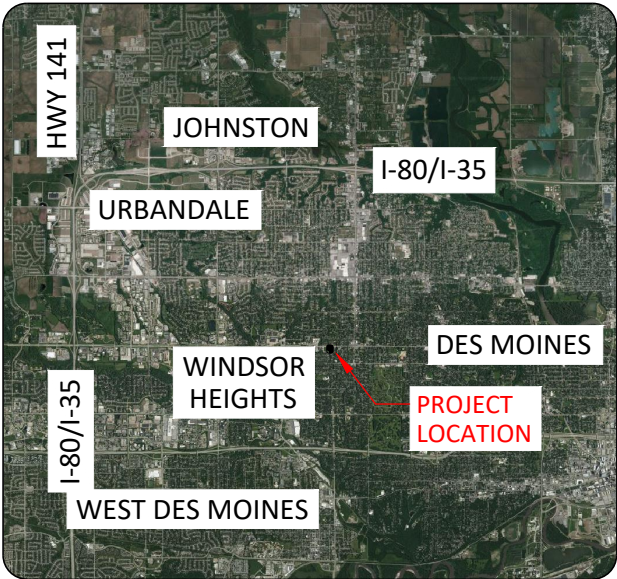 HWY 141
JOHNSTON
I-80/I-35
URBANDALE
DES MOINES
WINDSOR
HEIGHTS
I-80/I-35
PROJECT
LOCATION
WEST DES MOINES